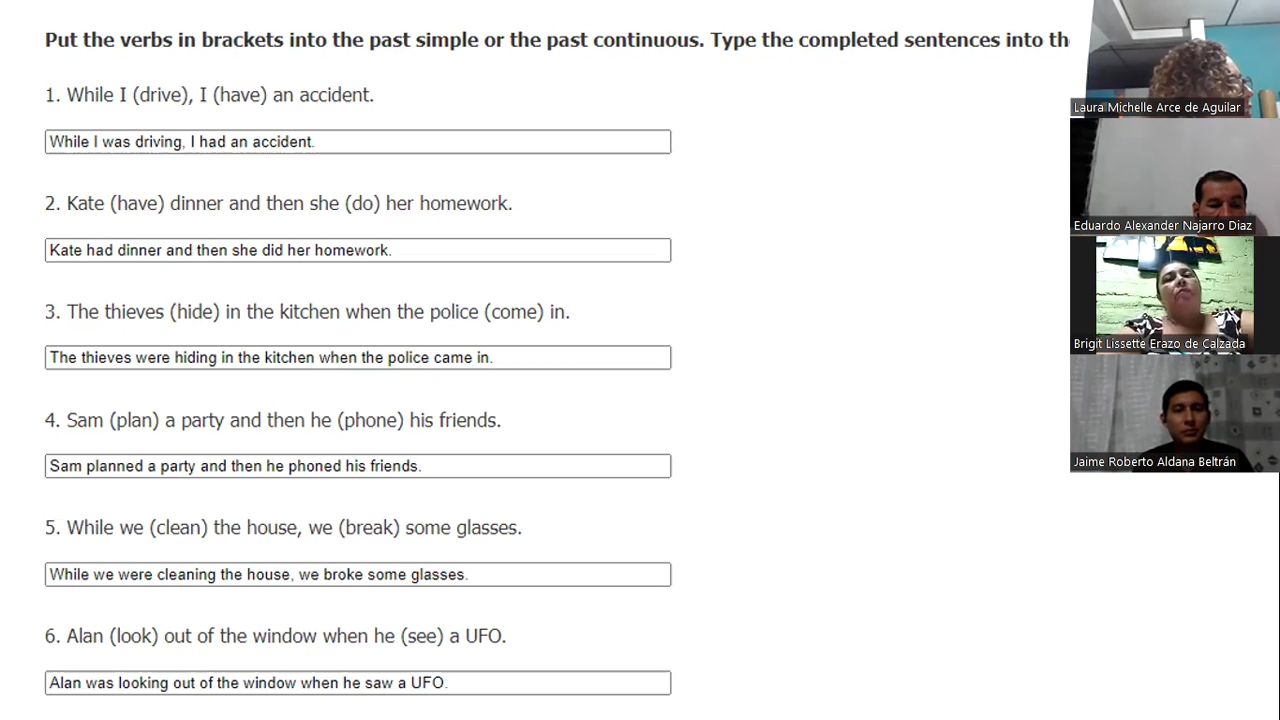 Put the verbs in brackets into the past simple or the past continuous. Type the completed sentences into th
1. While I (drive), I (have) an accident.
While I was driving, I had an accident.
2. Kate (have) dinner and then she (do) her homework.
Kate had dinner and then she did her homework.
3. The thieves (hide) in the kitchen when the police (come) in.
The thieves were hiding in the kitchen when the police came in.
4. Sam (plan) a party and then he (phone) his friends.
Sam planned a party and then he phoned his friends.
5. While we (clean) the house, we (break) some glasses.
While we were cleaning the house, we broke some glasses.
6. Alan (look) out of the window when he (see) a UFO.
Alan was looking out of the window when he saw a UFO.
Laura Michelle Arce de Aguilar
Eduardo Alexander Najarro Diaz
Brigit Lissette Erazo de Calzada
Jaime Roberto Aldana Beltrán